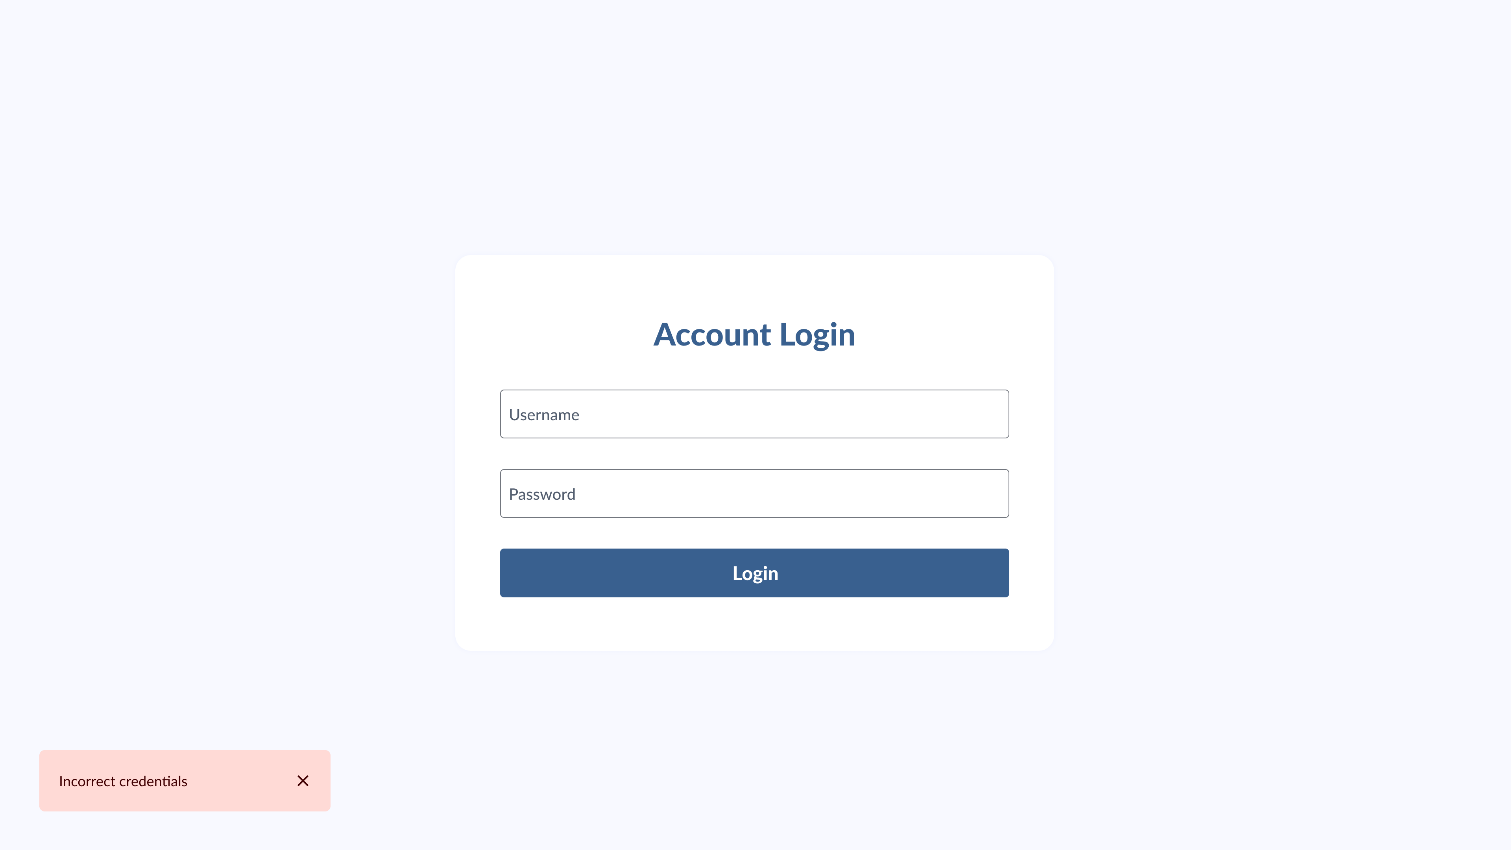 Account Login
Username
Password
Login
Incorrect credentials